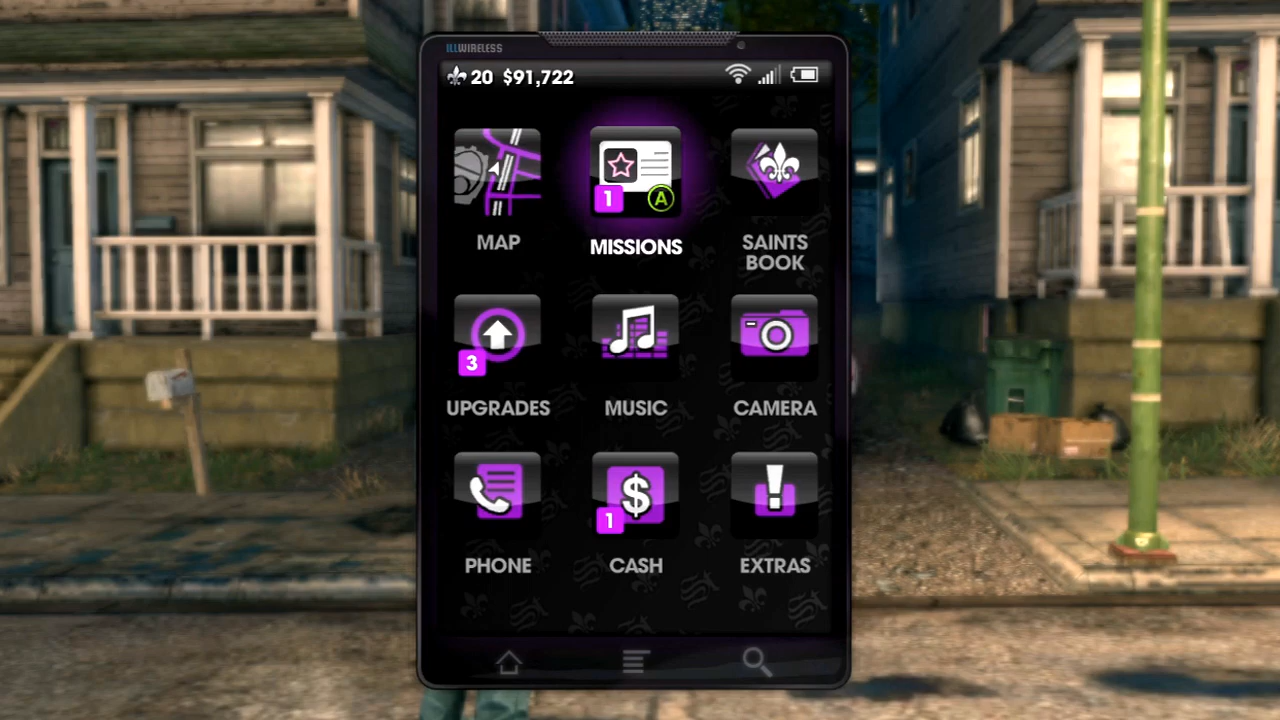 ILLWIRELESS
20 $91,722
1
A
MAP
MISSIONS
SAINTS
BOOK
3
UPGRADES
MUSIC
CAMERA
$
1
!
PHONE
CASH
EXTRAS